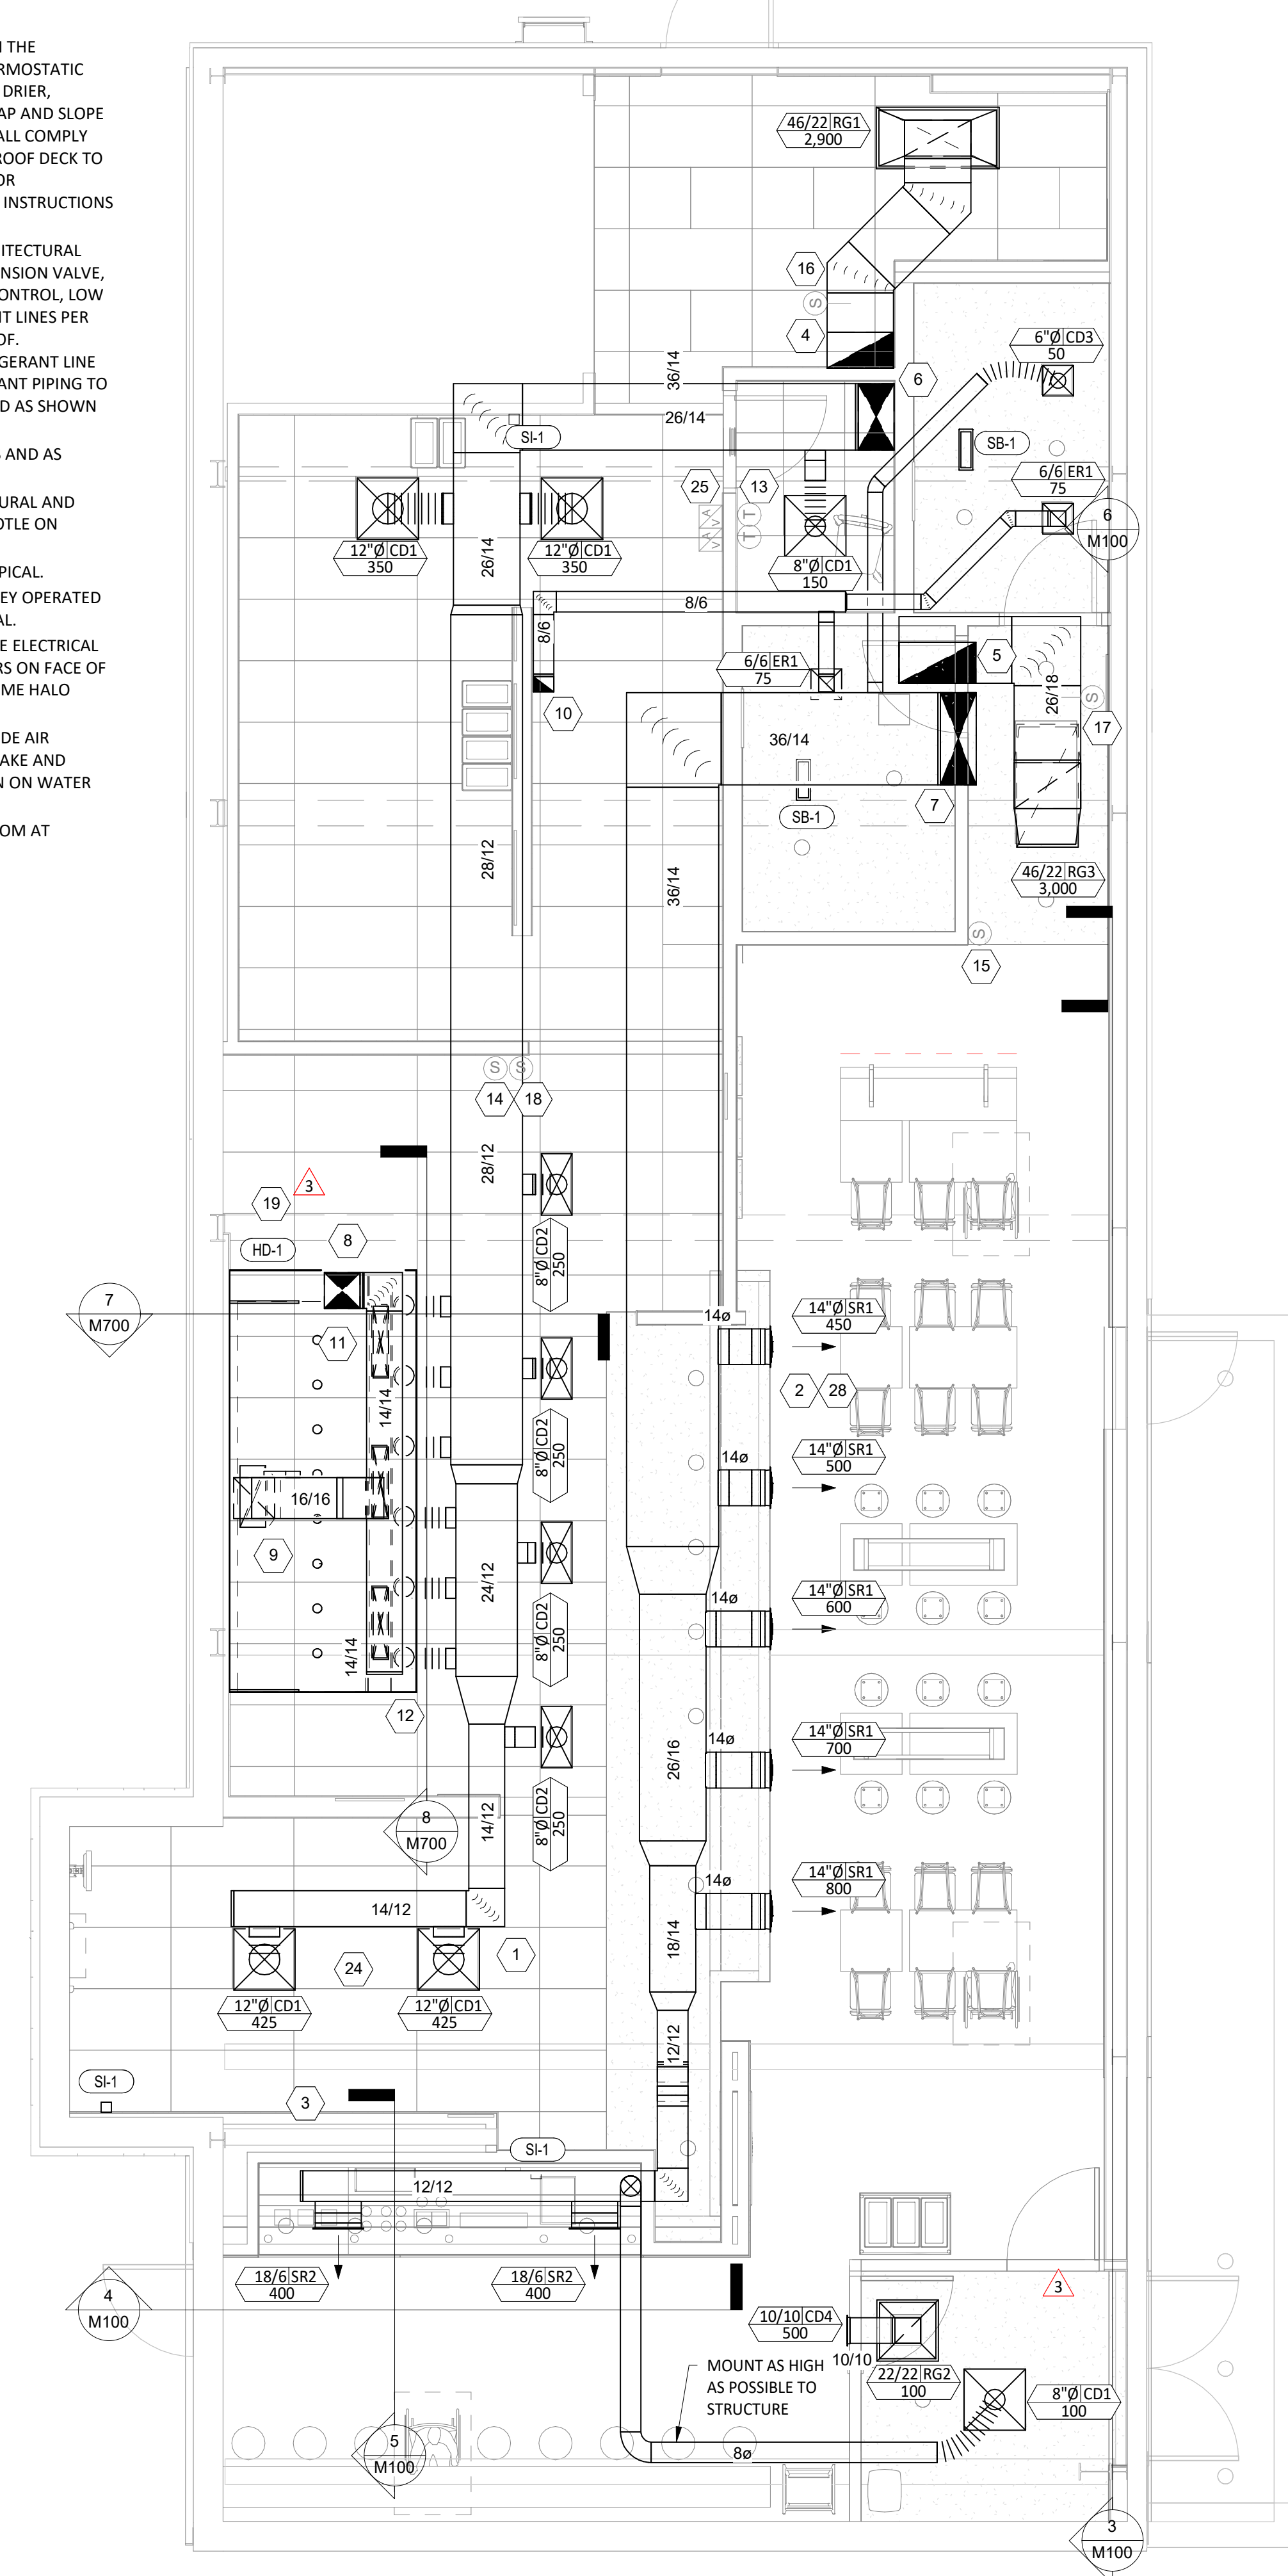 THE
RMOSTATIC
DRIER,
AP AND SLOPE
ALL COMPLY
ROOF DECK TO
OR
INSTRUCTIONS
ITECTURAL
NSION VALVE,
ONTROL, LOW
T LINES PER
OF.
GERANT LINE
ANT PIPING TO
D AS SHOWN
AND AS
URAL AND
OTLE ON
PICAL.
EY OPERATED
AL.
E ELECTRICAL
RS ON FACE OF
ME HALO
DE AIR
AKE AND
N ON WATER
OM AT
46/22 RG1
2,900
16
S
4
6"Ø CD3
50
36/14
6
26/14
SI-1
SB-1
6/6 ER1
75
25
13
V A
V A
T
T
6
M100
12"Ø CD1
350
12"Ø CD1
350
26/14
8"Ø CD1
150
8/6
8/6
6/6 ER1
75
5
26/18
S
17
10
36/14
SB-1
7
28/12
36/14
46/22 RG3
3,000
S
15
S
S
14
18
28/12
3
19
8
HD-1
8"Ø CD2
250
7
M700
11
14/14
14ø
14"Ø SR1
450
2
28
8"Ø CD2
250
14ø
14"Ø SR1
500
16/16
9
24/12
14ø
14"Ø SR1
600
8"Ø CD2
250
14/14
12
14ø
14"Ø SR1
700
26/16
8
M700
14/12
8"Ø CD2
250
14ø
14"Ø SR1
800
14/12
18/14
1
24
12"Ø CD1
425
12"Ø CD1
425
12/12
SI-1
3
SI-1
12/12
18/6 SR2
400
18/6 SR2
400
4
M100
3
10/10 CD4
500
10/10
MOUNT AS HIGH
AS POSSIBLE TO
STRUCTURE
22/22 RG2
100
8"Ø CD1
100
5
M100
8ø
3
M100